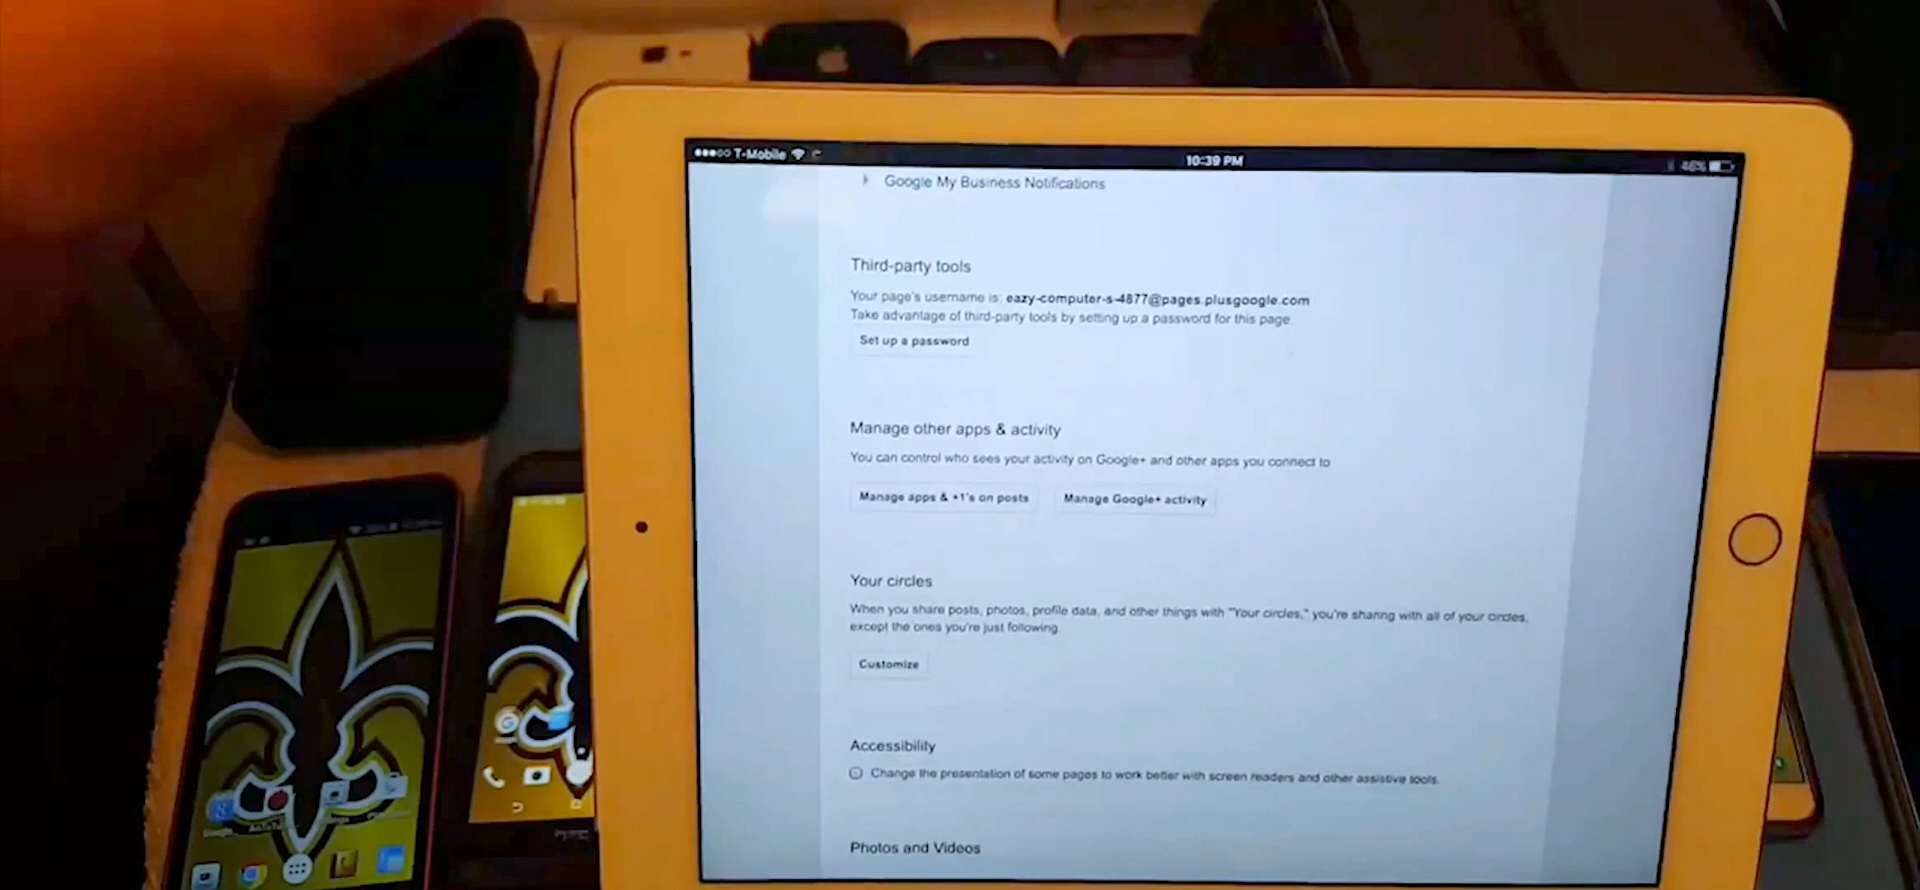 T-Mobile
10:39 PM
46%
Google My Business Notifications
Third-party tools
Your page's username is: eazy-computer-s-4877@pages.plusgoogle.com
Take advantage of third-party tools by setting up a password for this page.
Set up a password
Manage other apps & activity
You can control who sees your activity on Google+ and other apps you connect to
Manage apps & +1's on posts
Manage Google+ activity
Your circles
When you share posts, photos, profile data, and other things with "Your circles," you're sharing with all of your circles,
except the ones you're just following.
Customize
Accessibility
Change the presentation of some pages to work better with screen readers and other assistive tools.
Photos and Videos
Google
hTC